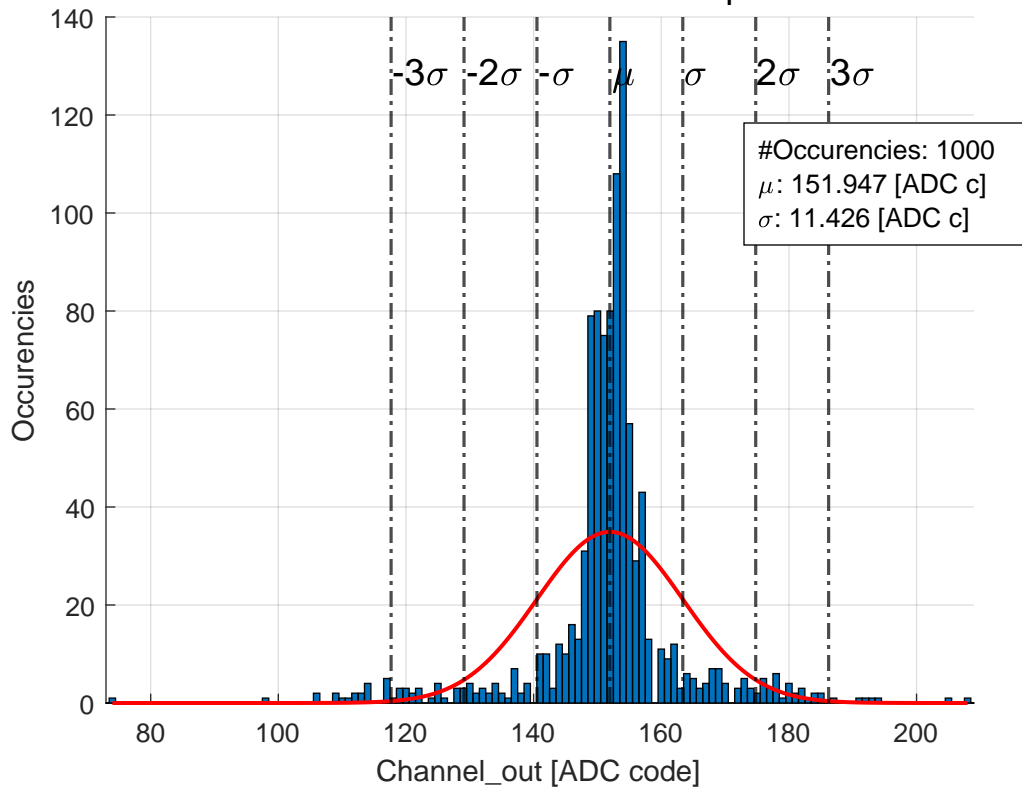 140
120
100
80
60
40
20
0
Occurencies
-3σ -2σ -σ μ σ 2σ 3σ
#Occurencies: 1000
μ: 151.947 [ADC c]
σ: 11.426 [ADC c]
80 100 120 140 160 180 200
Channel_out [ADC code]